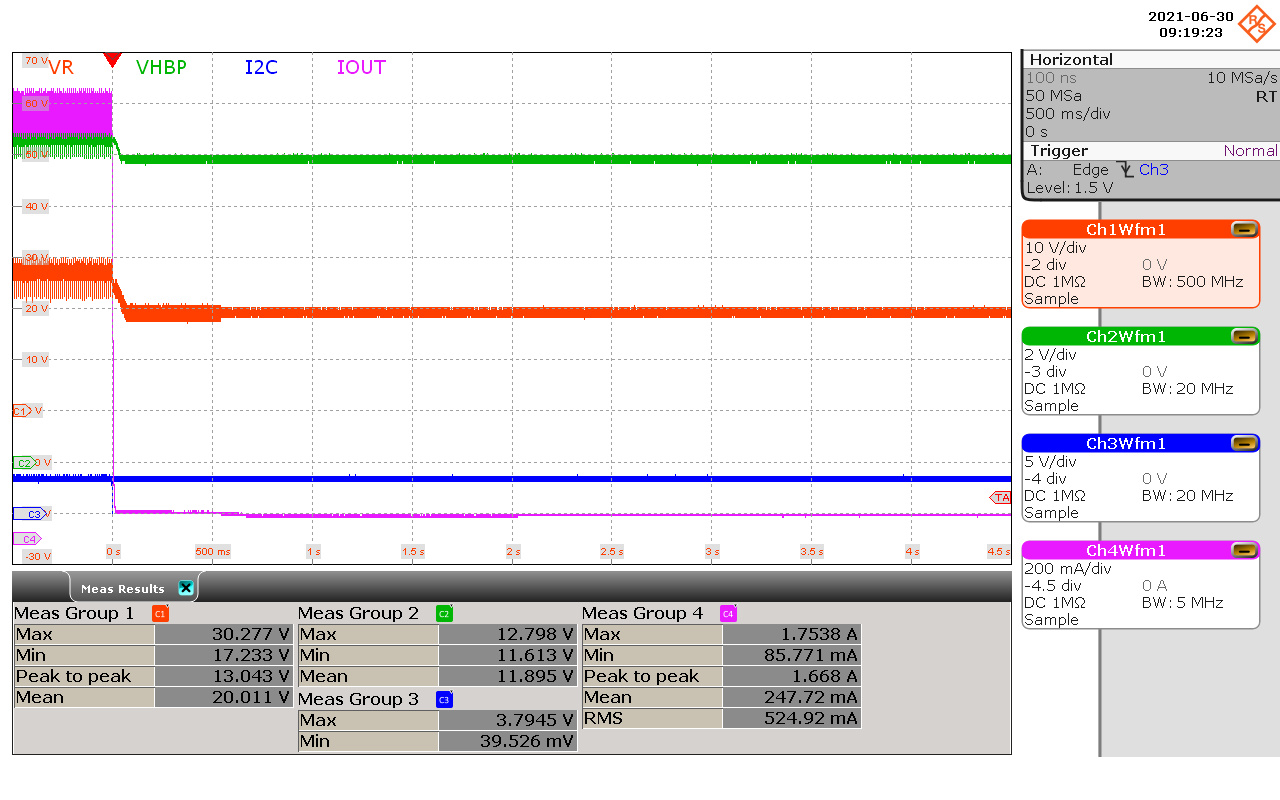 2021-06-30
09:19:23
R&S
VR VHBP I2C IOUT
70 V
60 V
50 V
40 V
30 V
20 V
10 V
C1 V
C2 0 V
C3 V
C4
-30 V
TA
0 s 500 ms 1 s 1.5 s 2 s 2.5 s 3 s 3.5 s 4 s 4.5 s
Horizontal
100 ns 10 MSa/s
50 MSa RT
500 ms/div
0 s
Trigger Normal
A: Edge Ch3
Level: 1.5 V
Ch1Wfm1
10 V/div
-2 div 0 V
DC 1MΩ BW: 500 MHz
Sample
Ch2Wfm1
2 V/div
-3 div 0 V
DC 1MΩ BW: 20 MHz
Sample
Ch3Wfm1
5 V/div
-4 div 0 V
DC 1MΩ BW: 20 MHz
Sample
Ch4Wfm1
200 mA/div
-4.5 div 0 A
DC 1MΩ BW: 5 MHz
Sample
Meas Results
Meas Group 1 C1
Max 30.277 V
Min 17.233 V
Peak to peak 13.043 V
Mean 20.011 V
Meas Group 2 C2
Max 12.798 V
Min 11.613 V
Mean 11.895 V
Meas Group 3 C3
Max 3.7945 V
Min 39.526 mV
Meas Group 4 C4
Max 1.7538 A
Min 85.771 mA
Peak to peak 1.668 A
Mean 247.72 mA
RMS 524.92 mA